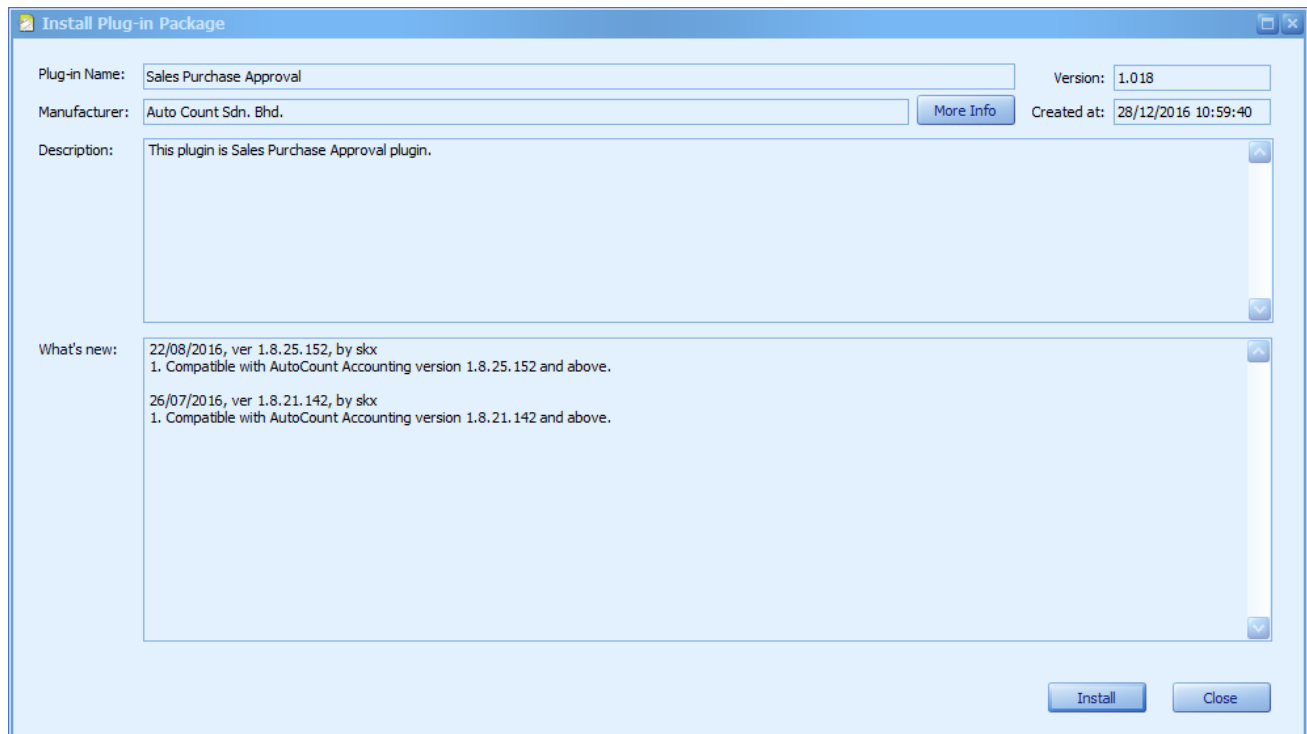 Install Plug-in Package
Plug-in Name: Sales Purchase Approval Version: 1.018
Manufacturer: Auto Count Sdn. Bhd. More Info Created at: 28/12/2016 10:59:40
Description: This plugin is Sales Purchase Approval plugin.
What's new: 22/08/2016, ver 1.8.25.152, by skx
1. Compatible with AutoCount Accounting version 1.8.25.152 and above.
26/07/2016, ver 1.8.21.142, by skx
1. Compatible with AutoCount Accounting version 1.8.21.142 and above.
Install Close